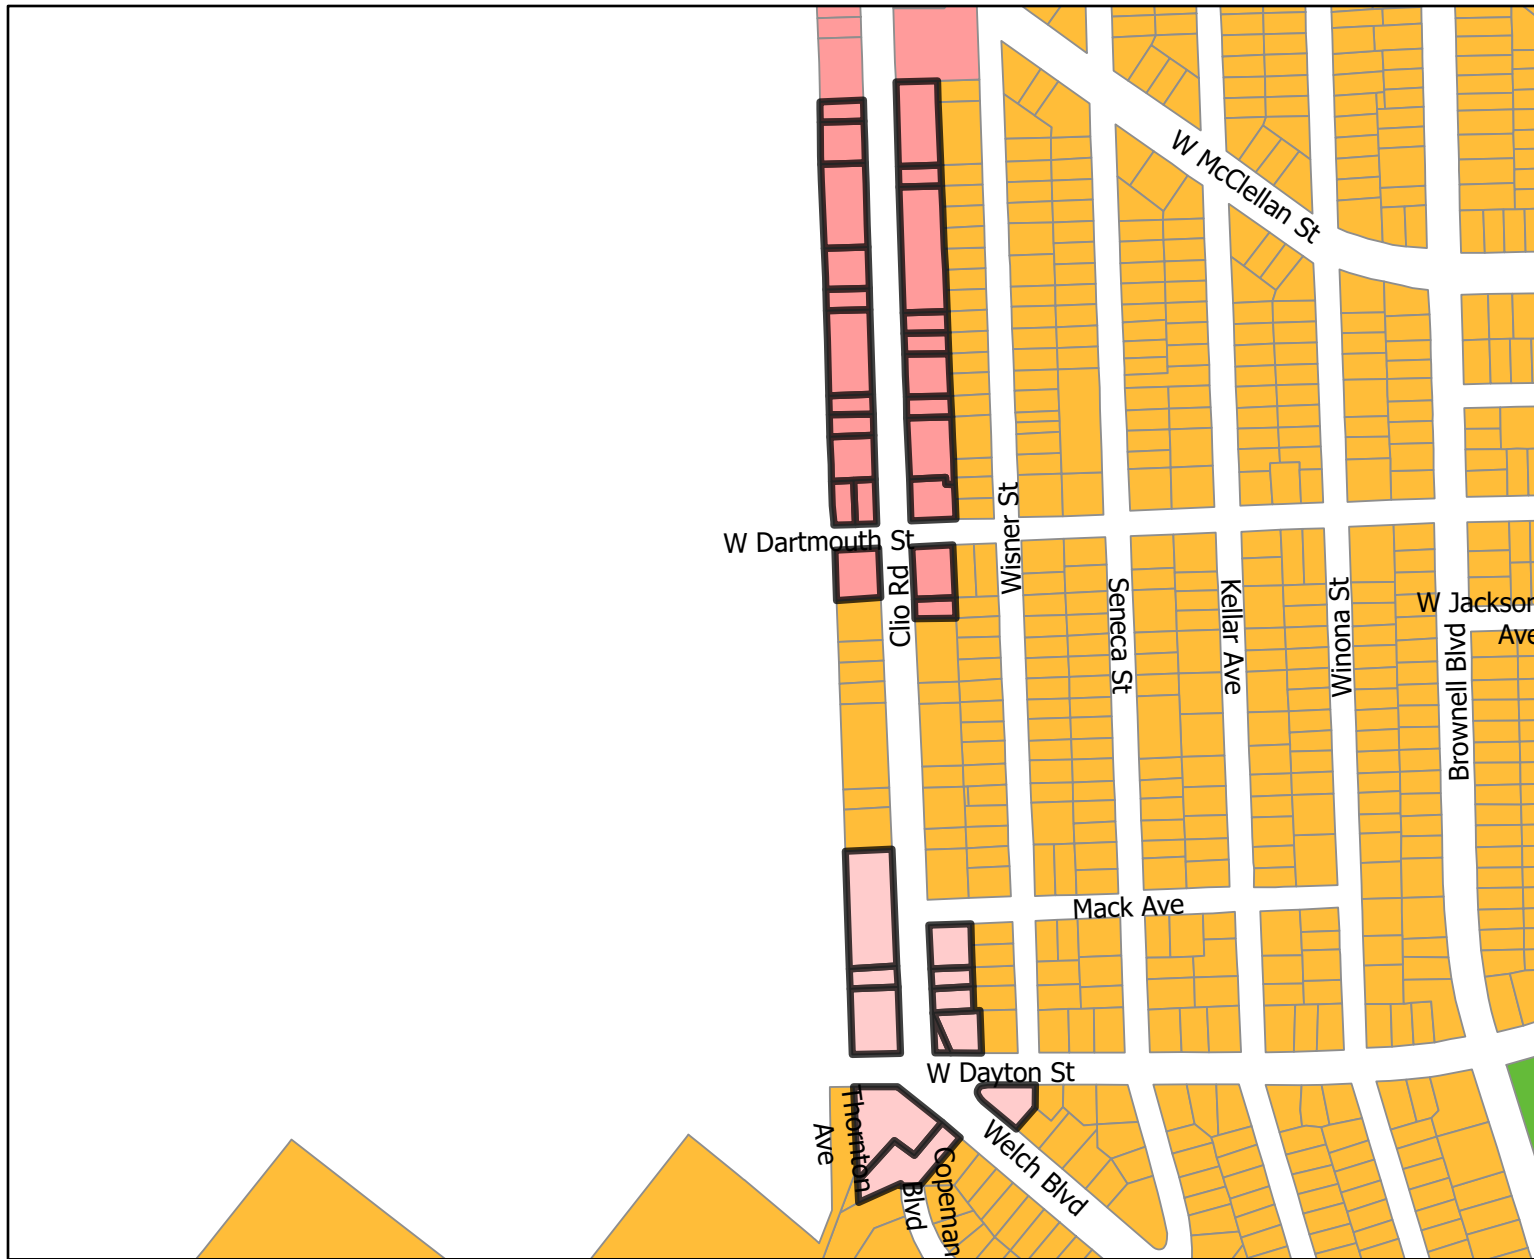 W McClellan St
W Dartmouth St
Clio Rd
Wisner St
Seneca St
Kellar Ave
Winona St
Brownell Blvd
W Jackson
Ave
Mack Ave
W Dayton St
Thornton
Ave
Copeman
Blvd
Welch Blvd